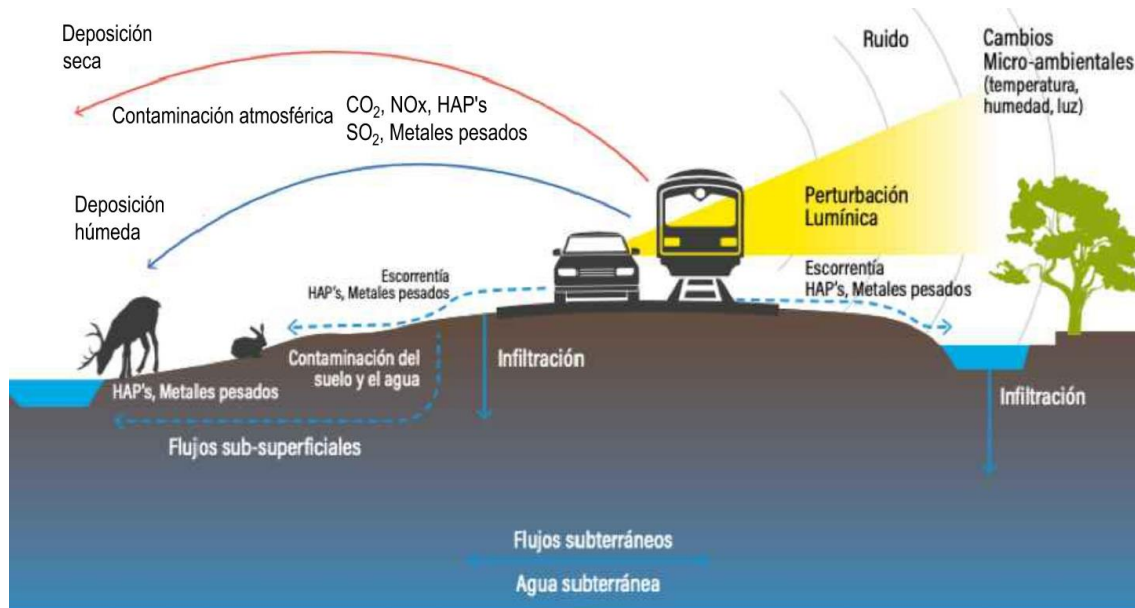 Deposición
seca
Contaminación atmosférica
CO₂, NOx, HAP's
SO₂, Metales pesados
Deposición
húmeda
Ruido
Cambios
Micro-ambientales
(temperatura,
humedad, luz)
Perturbación
Lumínica
Escorrentía
HAP's, Metales pesados
Escorrentía
HAP's, Metales pesados
Contaminación del
suelo y el agua
Infiltración
HAP's, Metales pesados
Infiltración
Flujos sub-superficiales
Flujos subterráneos
Agua subterránea